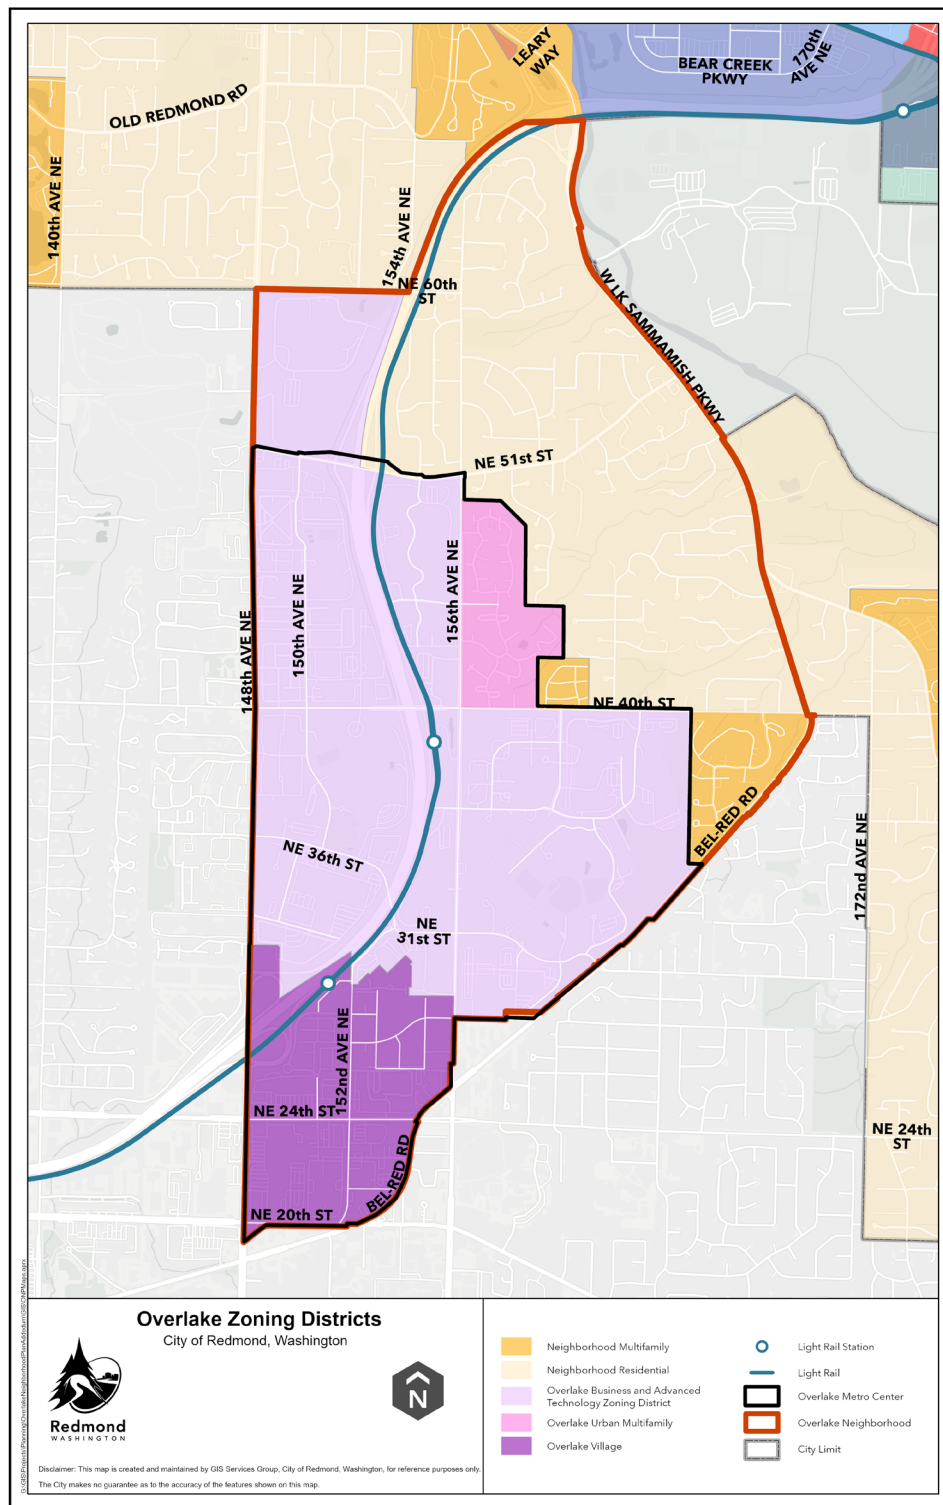 LEARY
WAY
170th
AVE NE
BEAR CREEK
PKWY
OLD REDMOND RD
140th AVE NE
154th AVE NE
NE 60th
ST
W LK SAMMAMISH PKWY
NE 51st ST
156th AVE NE
150th AVE NE
148th AVE NE
NE 40th ST
BEL-RED RD
172nd AVE NE
NE 36th ST
NE
31st ST
152nd AVE NE
NE 24th ST
NE 24th
ST
BEL-RED RD
NE 20th ST
Overlake Zoning Districts
City of Redmond, Washington
Redmond
WASHINGTON
N
Neighborhood Multifamily
Neighborhood Residential
Overlake Business and Advanced
Technology Zoning District
Overlake Urban Multifamily
Overlake Village
Light Rail Station
Light Rail
Overlake Metro Center
Overlake Neighborhood
City Limit
Disclaimer: This map is created and maintained by GIS Services Group, City of Redmond, Washington, for reference purposes only.
The City makes no guarantee as to the accuracy of the features shown on this map.